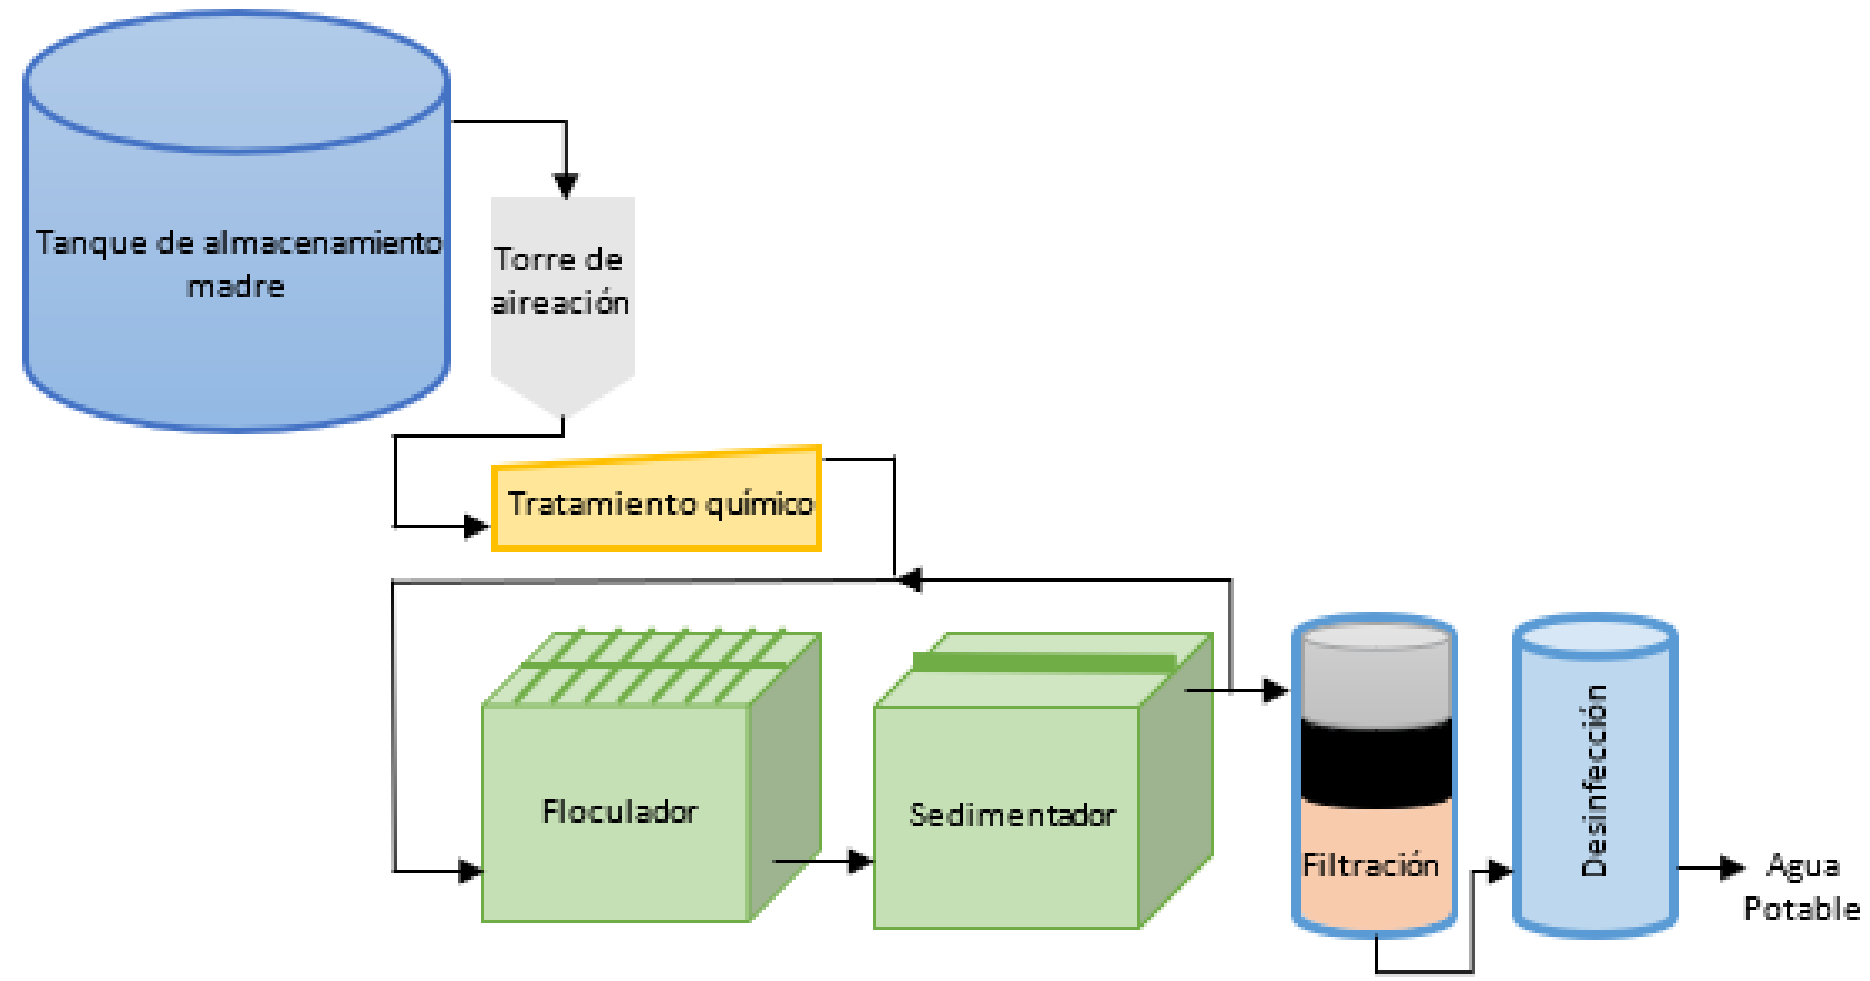 Tanque de almacenamiento
madre
Torre de
aireación
Tratamiento químico
Floculador
Sedimentador
Filtración
Desinfección
Agua
Potable